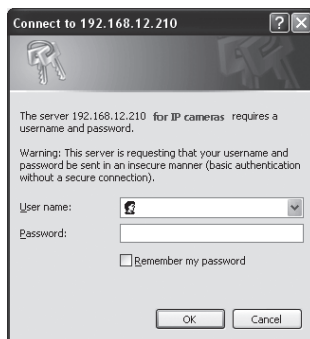 Connect to 192.168.12.210
The server 192.168.12.210 for IP cameras requires a
username and password.
Warning: This server is requesting that your username and
password be sent in an insecure manner (basic authentication
without a secure connection).
User name:
Password:
Remember my password
OK Cancel